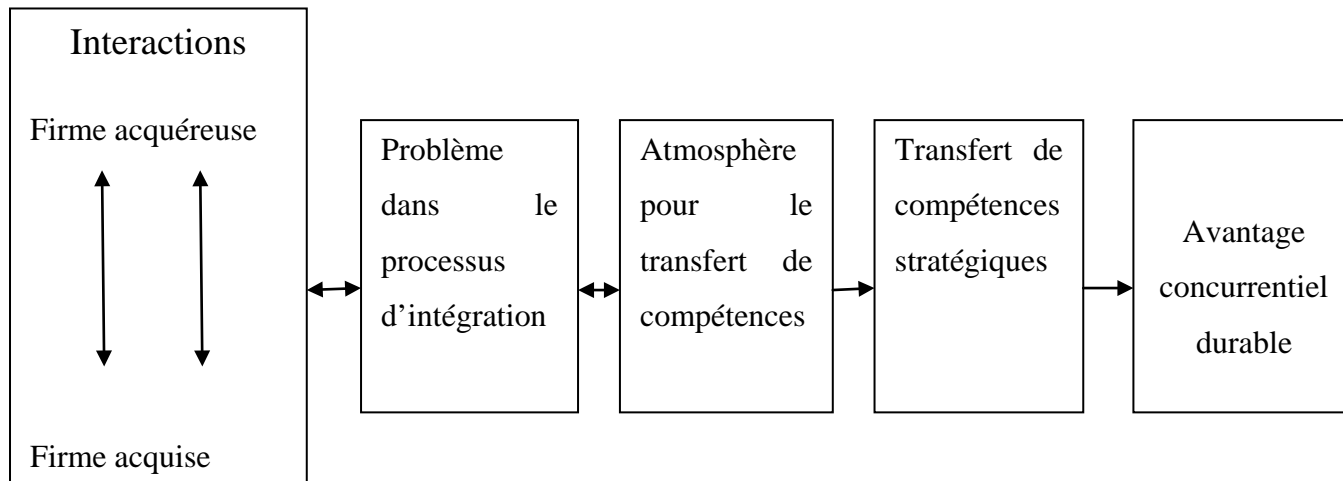 Interactions
Firme acquéreuse
Firme acquise
Problème
dans le
processus
d’intégration
Atmosphère
pour le
transfert de
compétences
Transfert de
compétences
stratégiques
Avantage
concurrentiel
durable